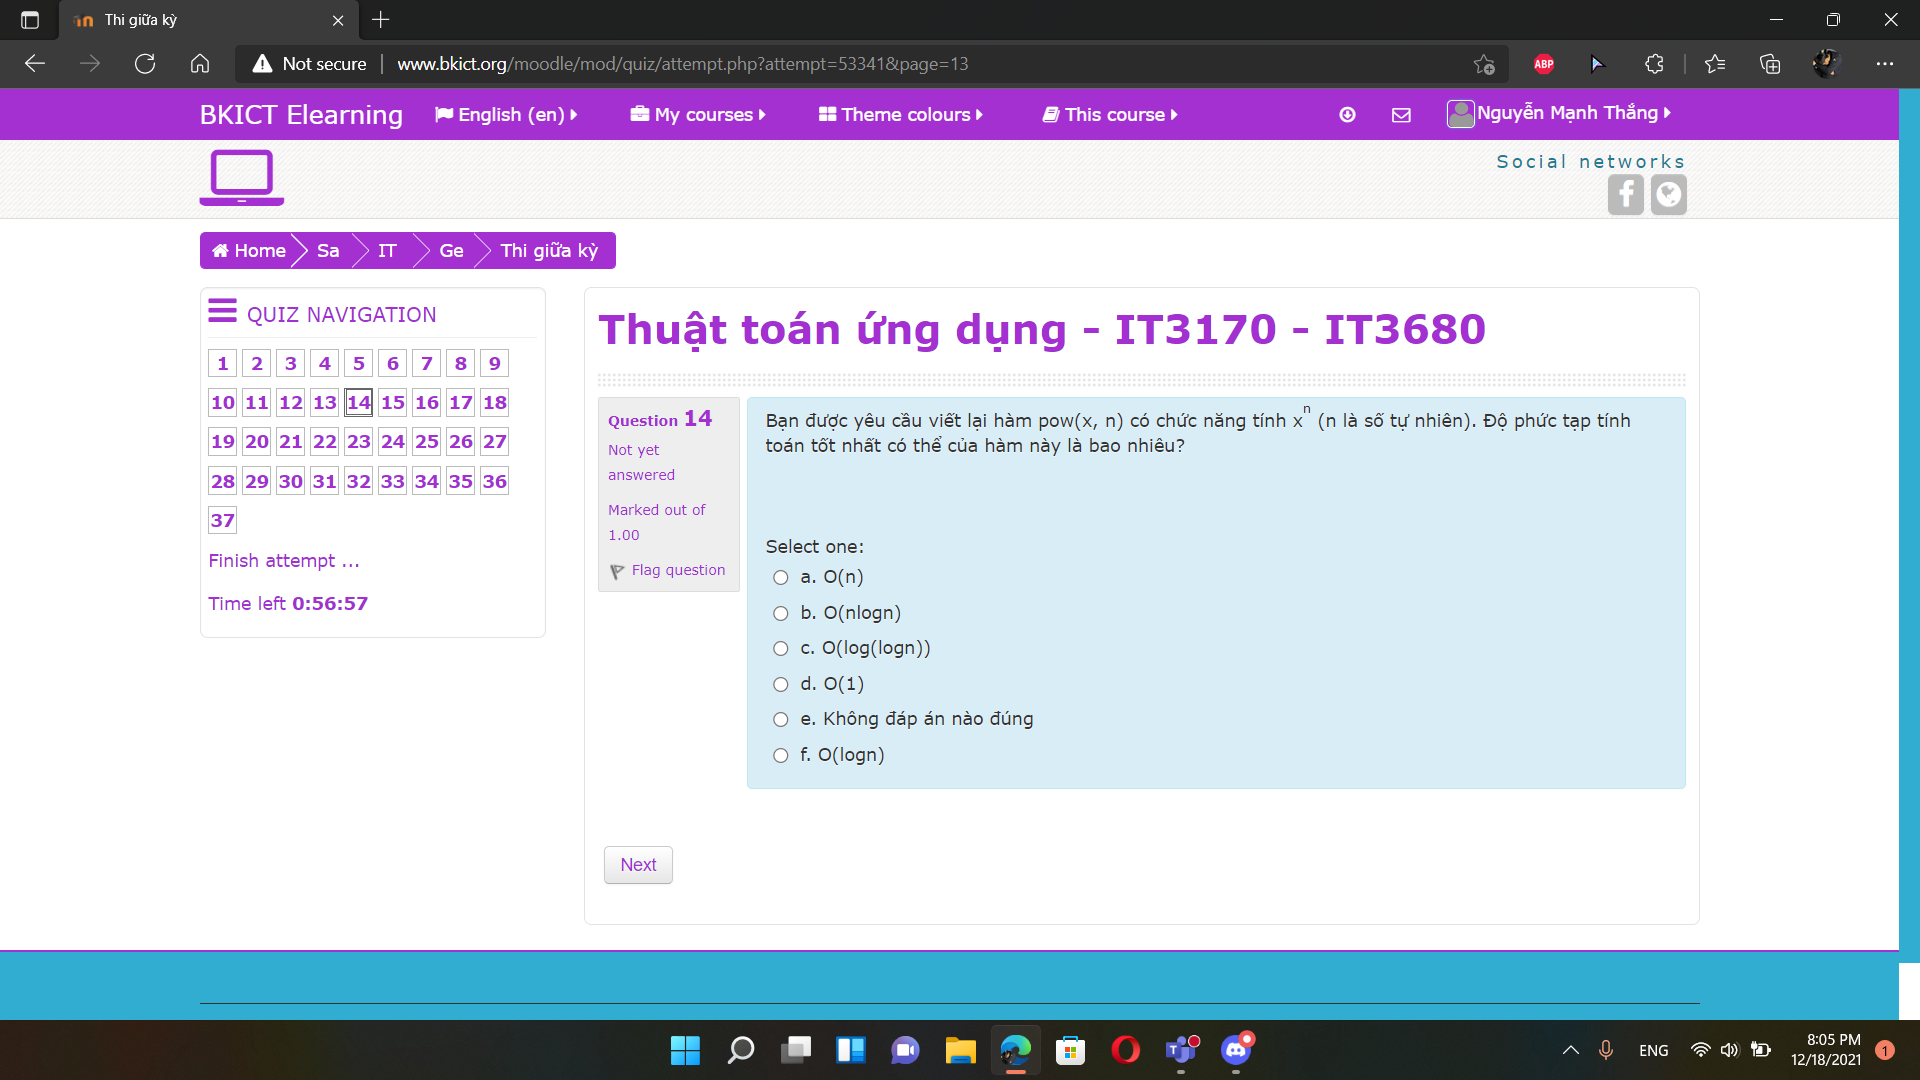 Thi giữa kỳ
Not secure
www.bkict.org/moodle/mod/quiz/attempt.php?attempt=53341&page=13
ABP
BKICT Elearning
English (en)
My courses
Theme colours
This course
Nguyễn Mạnh Thắng
Social networks
Home
Sa
IT
Ge
Thi giữa kỳ
QUIZ NAVIGATION
1 2 3 4 5 6 7 8 9
10 11 12 13 14 15 16 17 18
19 20 21 22 23 24 25 26 27
28 29 30 31 32 33 34 35 36
37
Finish attempt ...
Time left 0:56:57
Thuật toán ứng dụng - IT3170 - IT3680
Question 14
Not yet
answered
Marked out of
1.00
Flag question
Bạn được yêu cầu viết lại hàm pow(x, n) có chức năng tính xⁿ (n là số tự nhiên). Độ phức tạp tính
toán tốt nhất có thể của hàm này là bao nhiêu?
Select one:
a. O(n)
b. O(nlogn)
c. O(log(logn))
d. O(1)
e. Không đáp án nào đúng
f. O(logn)
Next
ENG
8:05 PM
12/18/2021
1